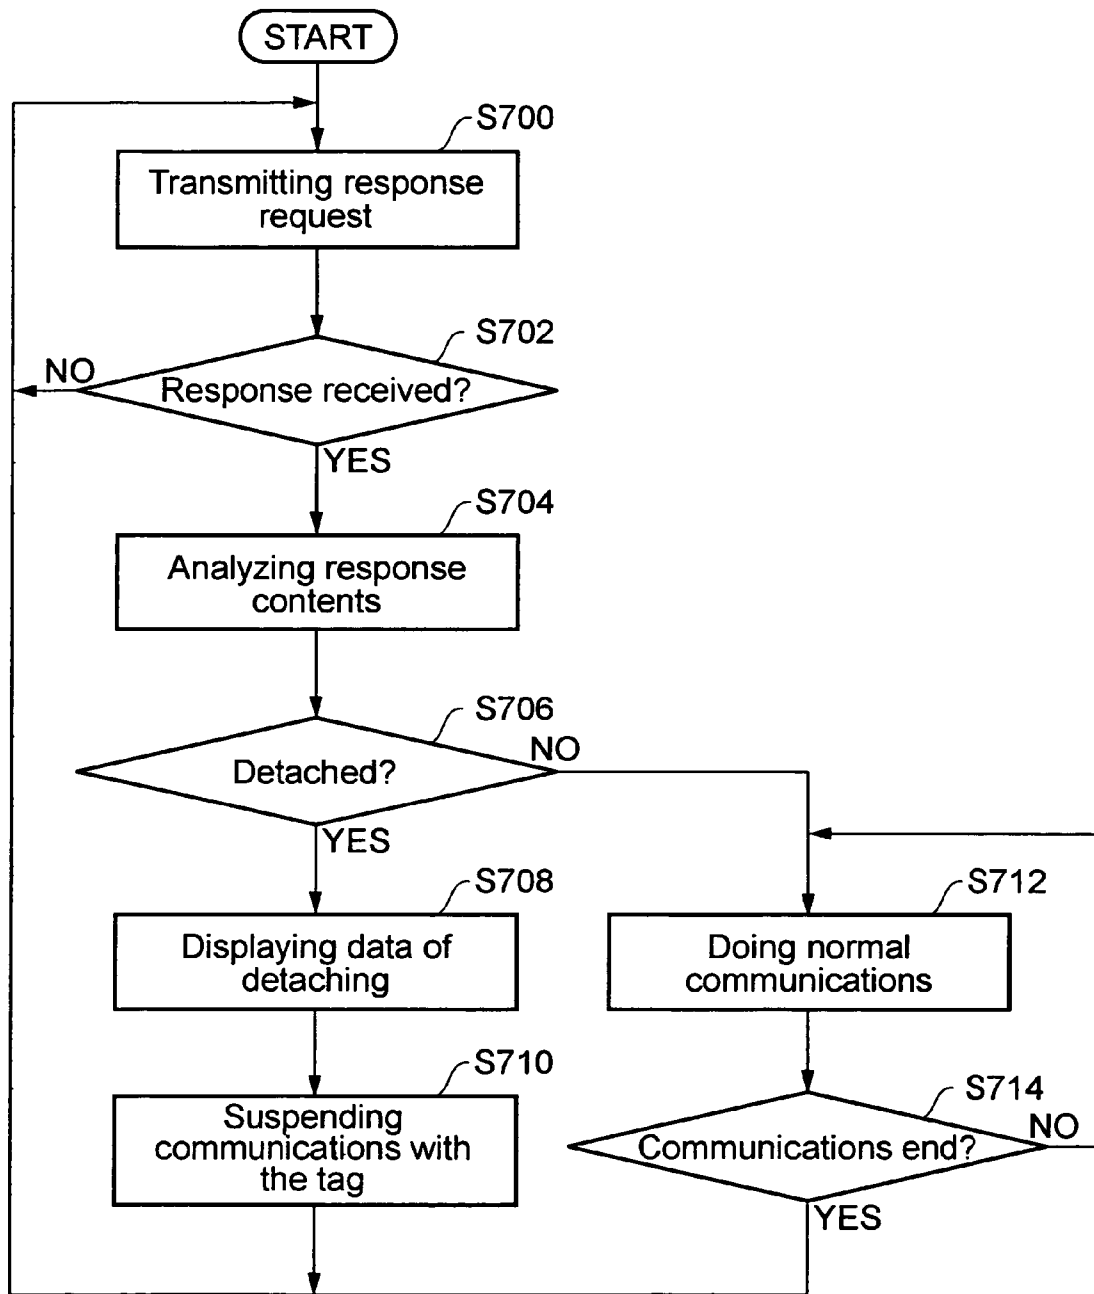 START
S700
Transmitting response
request
S702
NO
Response received?
YES
S704
Analyzing response
contents
S706
NO
Detached?
YES
S708
Displaying data of
detaching
S712
Doing normal
communications
S710
Suspending
communications with
the tag
S714
NO
Communications end?
YES